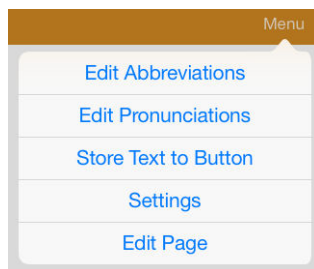 Menu
Edit Abbreviations
Edit Pronunciations
Store Text to Button
Settings
Edit Page